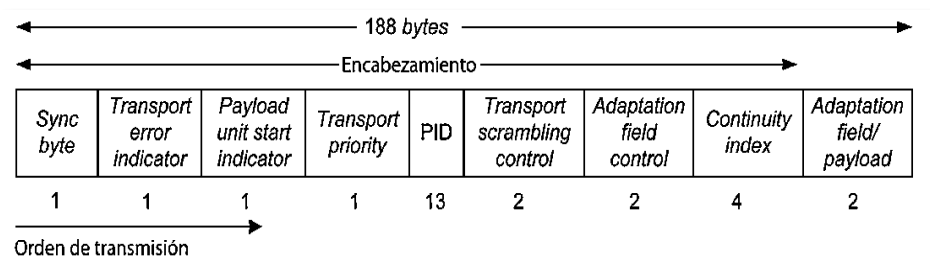 188 bytes
Encabezamiento
Sync
byte
Transport
error
indicator
Payload
unit start
indicator
Transport
priority
PID
Transport
scrambling
control
Adaptation
field
control
Continuity
index
Adaptation
field/
payload
1 1 1 1 13 2 2 4 2
Orden de transmisión